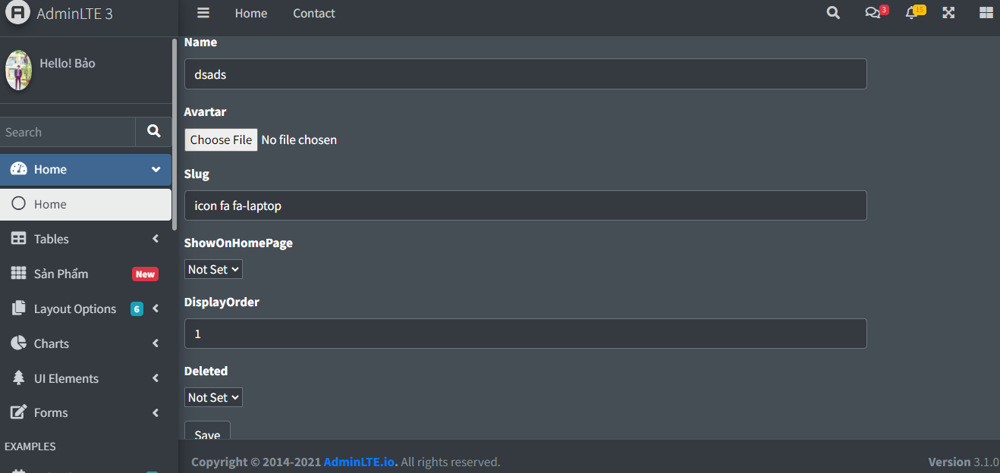 AdminLTE 3
Home
Contact
3
15
Hello! Bảo
Search
Home
Home
Tables
Sản Phẩm
New
Layout Options
6
Charts
UI Elements
Forms
EXAMPLES
Name
dsads
Avartar
Choose File No file chosen
Slug
icon fa fa-laptop
ShowOnHomePage
Not Set
DisplayOrder
1
Deleted
Not Set
Save
Copyright © 2014-2021 AdminLTE.io. All rights reserved.
Version 3.1.0